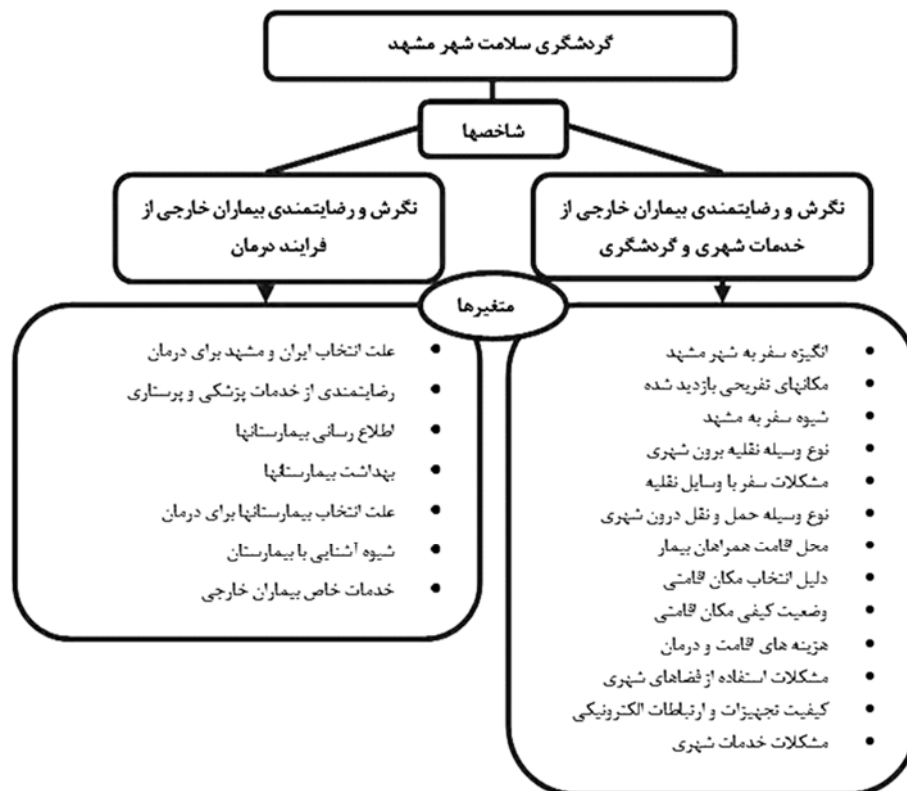 گردشگری سلامت شهر مشهد
شاخصها
نگرش و رضایتمندی بیماران خارجی از
خدمات شهری و گردشگری
نگرش و رضایتمندی بیماران خارجی از
فرایند درمان
متغیرها
• انگیزه سفر به شهر مشهد
• مکانهای تفریحی بازدید شده
• شیوه سفر به مشهد
• نوع وسیله نقلیه برون شهری
• مشکلات سفر با وسایل نقلیه
• نوع وسیله حمل و نقل درون شهری
• محل اقامت همراهان بیمار
• دلیل انتخاب مکان اقامتی
• وضعیت کیفی مکان اقامتی
• هزینه های اقامت و درمان
• مشکلات استفاده از فضاهای شهری
• کیفیت تجهیزات و ارتباطات الکترونیکی
• مشکلات خدمات شهری
• علت انتخاب ایران و مشهد برای درمان
• رضایتمندی از خدمات پزشکی و پرستاری
• اطلاع رسانی بیمارستانها
• بهداشت بیمارستانها
• علت انتخاب بیمارستانها برای درمان
• شیوه آشنایی با بیمارستان
• خدمات خاص بیماران خارجی